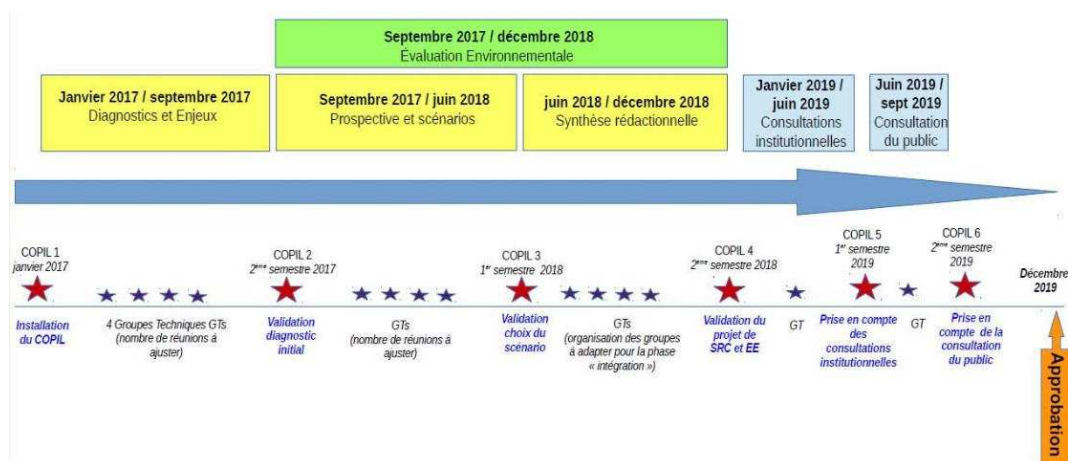 Septembre 2017 / décembre 2018
Évaluation Environnementale
Janvier 2017 / septembre 2017
Diagnostics et Enjeux
Septembre 2017 / juin 2018
Prospective et scénarios
juin 2018 / décembre 2018
Synthèse rédactionnelle
Janvier 2019 /
juin 2019
Consultations
institutionnelles
Juin 2019 /
sept 2019
Consultation
du public
COPIL 1
janvier 2017
COPIL 2
2ème semestre 2017
COPIL 3
1er semestre 2018
COPIL 4
2ème semestre 2018
COPIL 5
1er semestre
2019
COPIL 6
2ème semestre
2019
Décembre
2019
Installation
du COPIL
4 Groupes Techniques GTs
(nombre de réunions à
ajuster)
Validation
diagnostic
initial
GTs
(nombre de réunions à
ajuster)
Validation
choix du
scénario
GTs
(organisation des groupes
à adapter pour la phase
« intégration »)
Validation du
projet de
SRC et EE
GT
Prise en compte
des
consultations
institutionnelles
GT
Prise en
compte de la
consultation
du public
Approbation